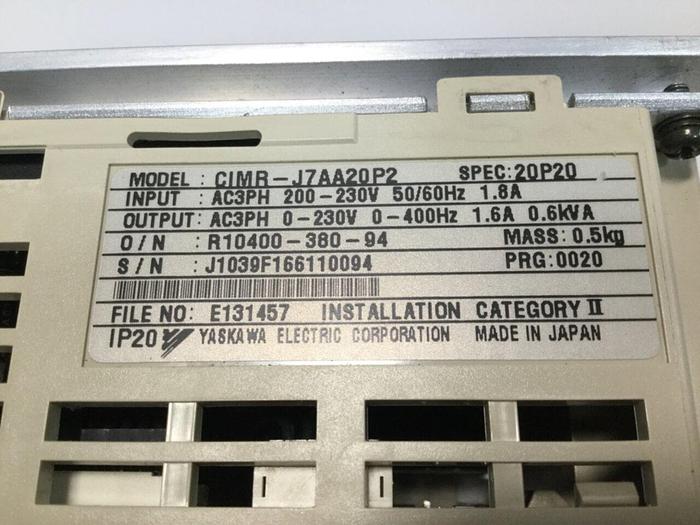 MODEL : CIMR-J7AA20P2 SPEC:20P20
INPUT : AC3PH 200-230V 50/60Hz 1.8A
OUTPUT: AC3PH 0-230V 0-400Hz 1.6A 0.6kVA
O/N : R10400-380-94 MASS: 0.5kg
S/N : J1039F166110094 PRG:0020
FILE NO: E131457 INSTALLATION CATEGORY II
IP20 YASKAWA ELECTRIC CORPORATION MADE IN JAPAN